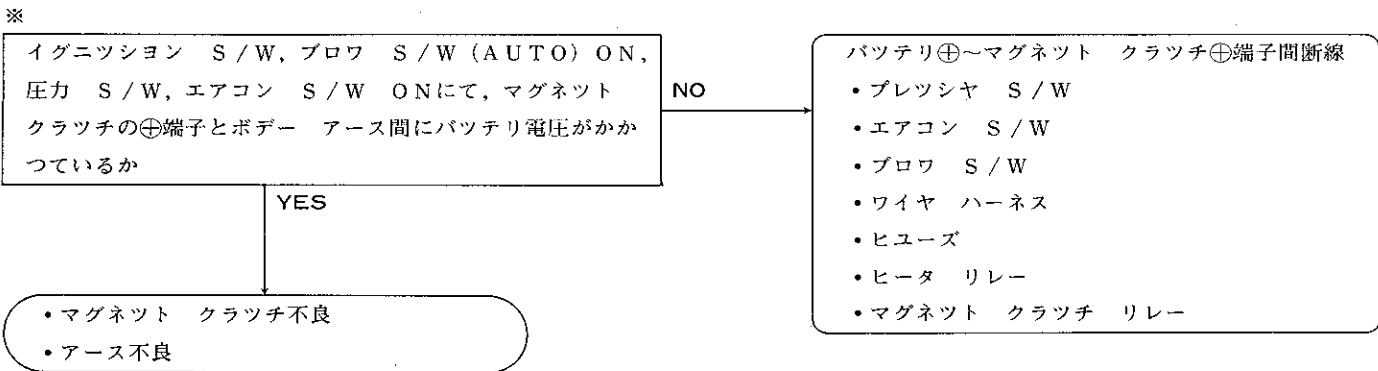 ※
イグニツシヨン　S/W, ブロワ　S/W (AUTO) ON,
圧力　S/W, エアコン　S/W　ONにて, マグネツト
クラツチの⊕端子とボデー　アース間にバツテリ電圧がかか
つているか
NO
バツテリ⊕～マグネツト　クラツチ⊕端子間断線
・プレツシヤ　S/W
・エアコン　S/W
・ブロワ　S/W
・ワイヤ　ハーネス
・ヒユーズ
・ヒータ　リレー
・マグネツト　クラツチ　リレー
YES
・マグネツト　クラツチ不良
・アース不良